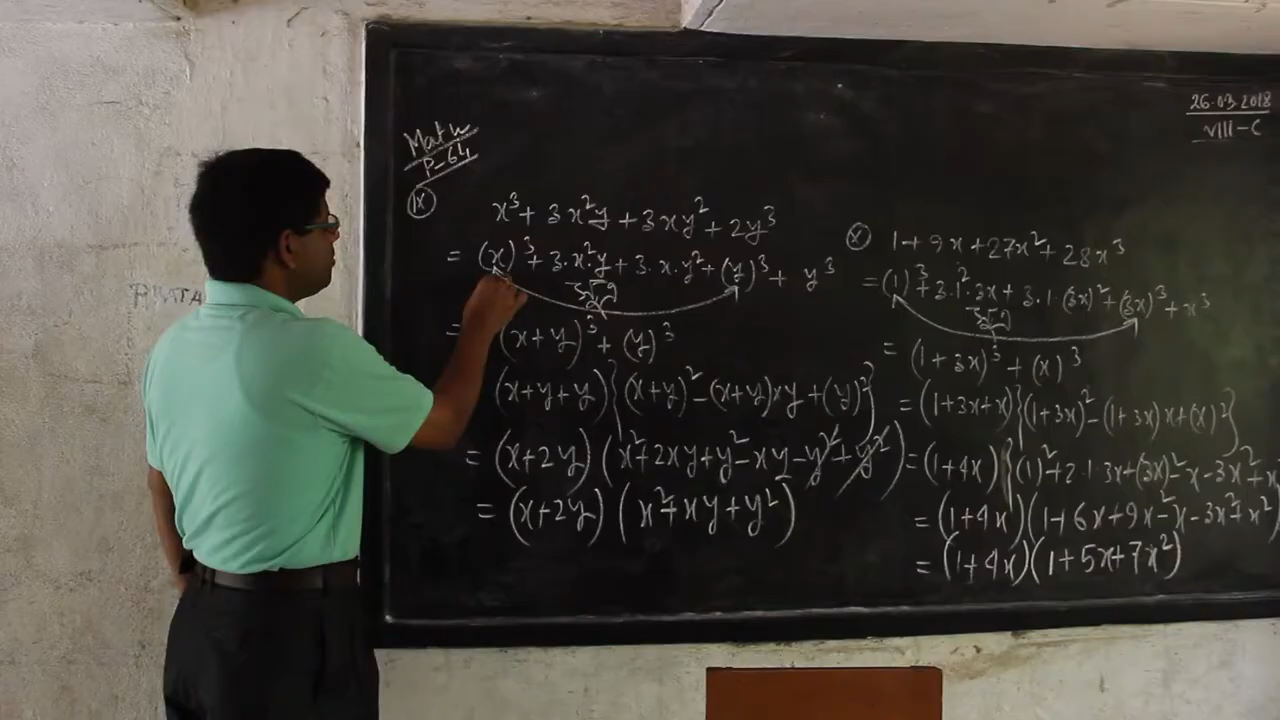 Math
P-64
ix
x³ + 3x²y + 3xy² + 2y³
= (x)³ + 3·x²y + 3·x·y² + (y)³ + y³
= (x+y)³ + (y)³
(x+y+y){(x+y)² - (x+y)×y + (y)²}
= (x+2y)(x²+2xy+y²-xy-y²+y²)
= (x+2y)(x²+xy+y²)
26.03.2018
VIII-C
x
1+9x+27x²+28x³
= (1)³ + 3·1²·3x + 3·1·(3x)² + (3x)³ + x³
= (1+3x)³ + (x)³
= (1+3x+x){(1+3x)² - (1+3x)x + (x)²}
= (1+4x){(1)²+2·1·3x+(3x)²-x-3x²+x
= (1+4x)(1+6x+9x²-x-3x²+x²)
= (1+4x)(1+5x+7x²)
PRATA